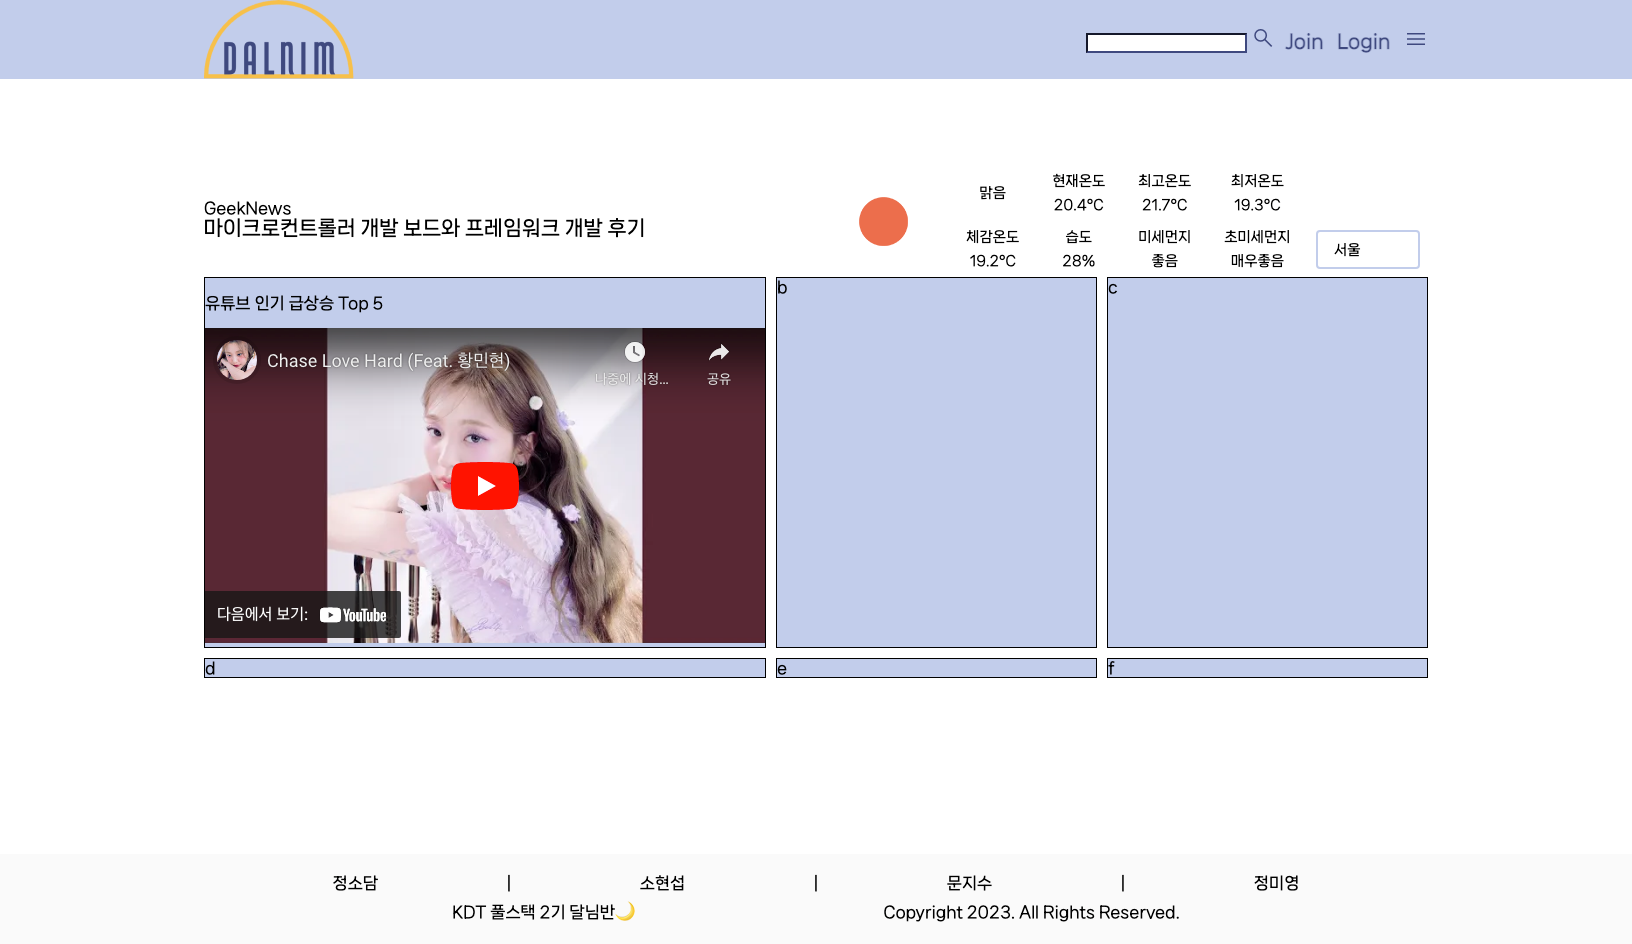 DALNIM
Join Login
GeekNews
마이크로컨트롤러 개발 보드와 프레임워크 개발 후기
맑음
현재온도
20.4°C
최고온도
21.7°C
최저온도
19.3°C
체감온도
19.2°C
습도
28%
미세먼지
좋음
초미세먼지
매우좋음
서울
유튜브 인기 급상승 Top 5
Chase Love Hard (Feat. 황민현)
나중에 시청...
공유
다음에서 보기: YouTube
b
c
d
e
f
정소담 | 소현섭 | 문지수 | 정미영
KDT 풀스택 2기 달님반🌙 Copyright 2023. All Rights Reserved.